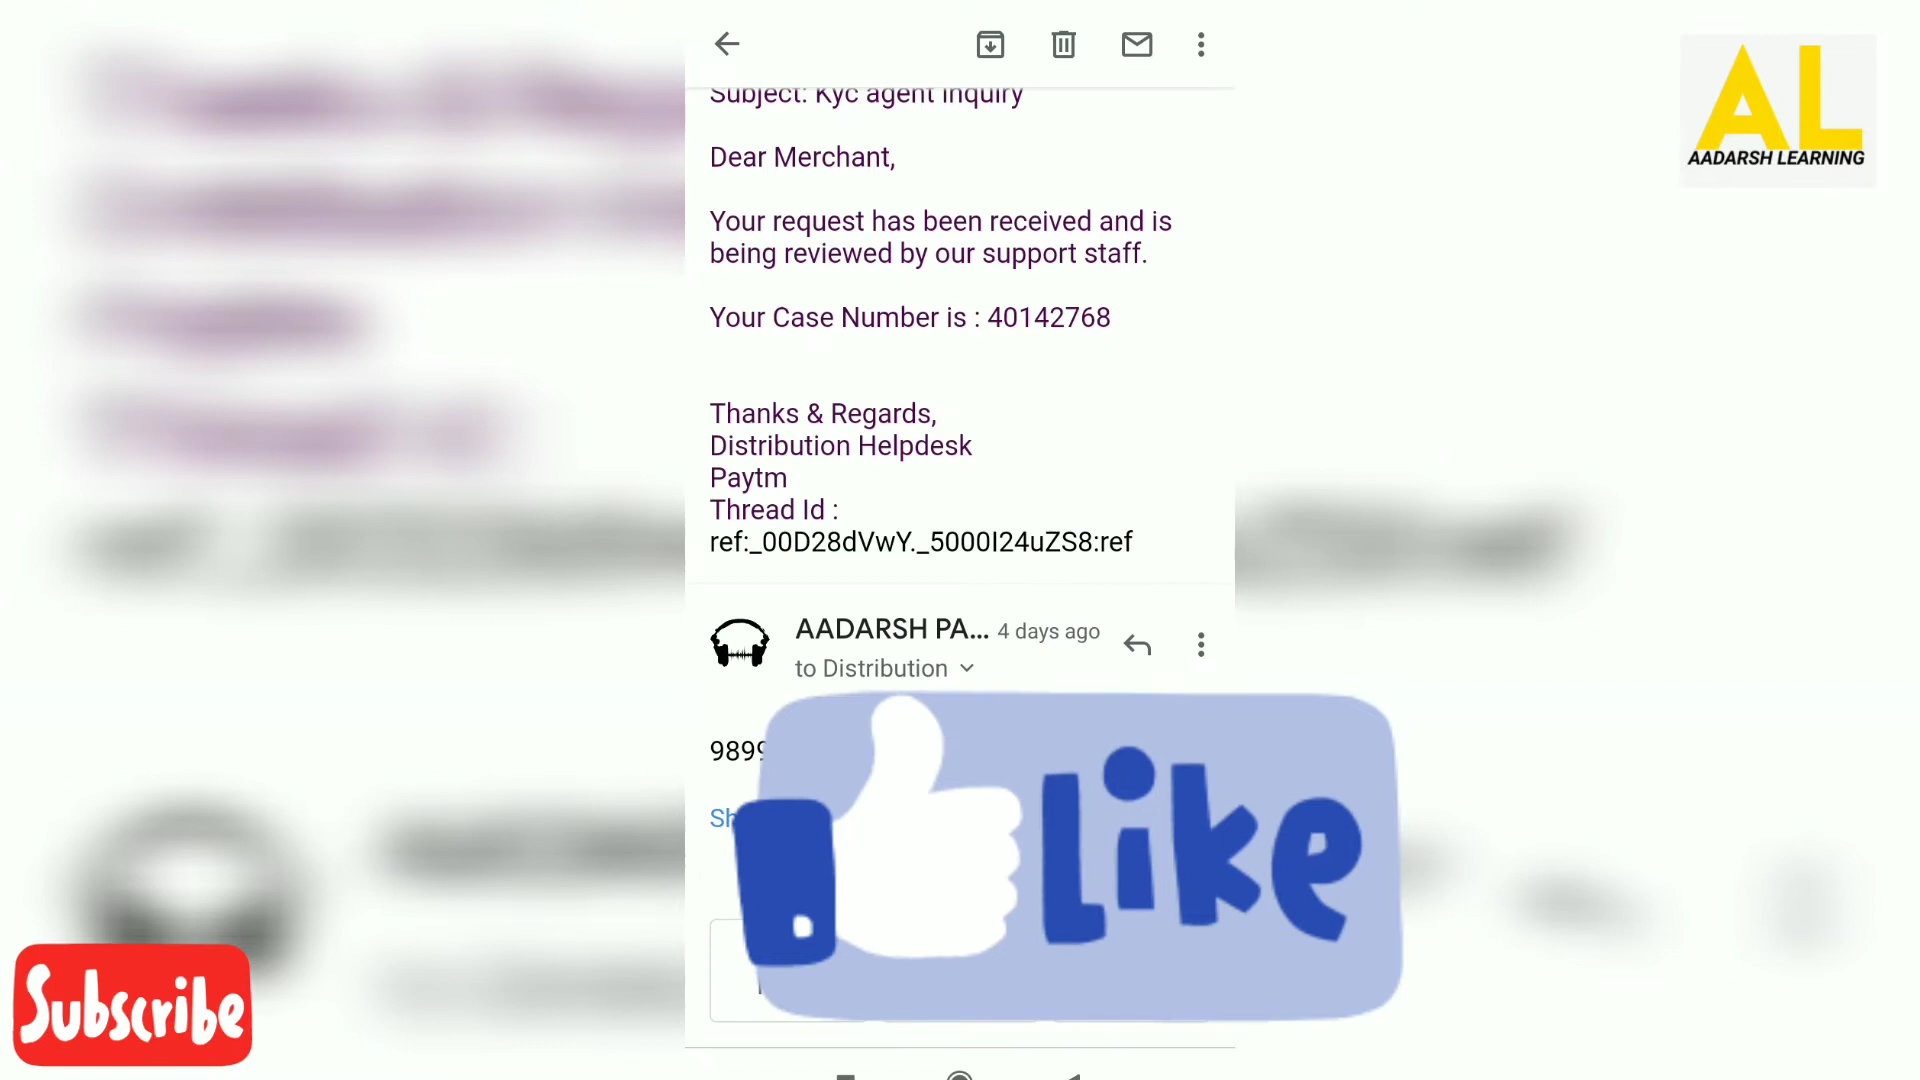 AL
AADARSH LEARNING
Subject: Kyc agent inquiry
Dear Merchant,
Your request has been received and is
being reviewed by our support staff.
Your Case Number is : 40142768
Thanks & Regards,
Distribution Helpdesk
Paytm
Thread Id :
ref:_00D28dVwY._5000I24uZS8:ref
AADARSH PA... 4 days ago
to Distribution
9899
Like
Subscribe